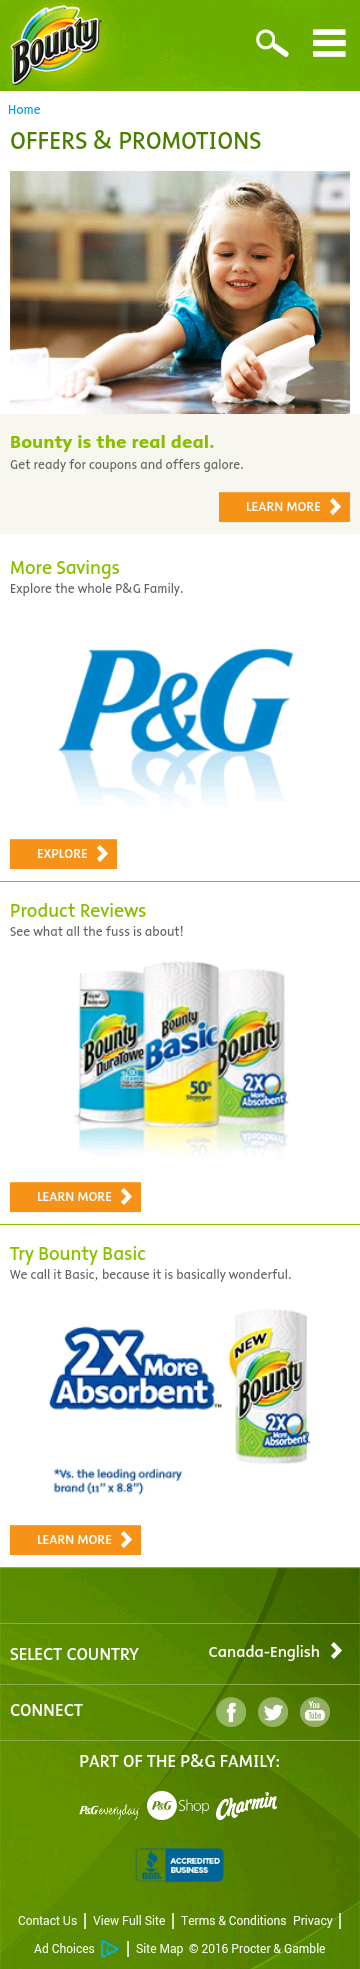 Bounty
Home
OFFERS & PROMOTIONS
Bounty is the real deal.
Get ready for coupons and offers galore.
LEARN MORE
More Savings
Explore the whole P&G Family.
P&G
EXPLORE
Product Reviews
See what all the fuss is about!
Bounty
DuraTowel
Bounty
Basic
50%
Stronger
Bounty
2X
More
Absorbent
LEARN MORE
Try Bounty Basic
We call it Basic, because it is basically wonderful.
2X More
Absorbent™
NEW
Bounty
2X
More
Absorbent
*Vs. the leading ordinary
brand (11" x 8.8")
LEARN MORE
SELECT COUNTRY
Canada-English
CONNECT
You
Tube
PART OF THE P&G FAMILY:
P&G everyday
P&G Shop
Charmin
BBB
ACCREDITED
BUSINESS
Contact Us | View Full Site | Terms & Conditions Privacy |
Ad Choices | Site Map © 2016 Procter & Gamble